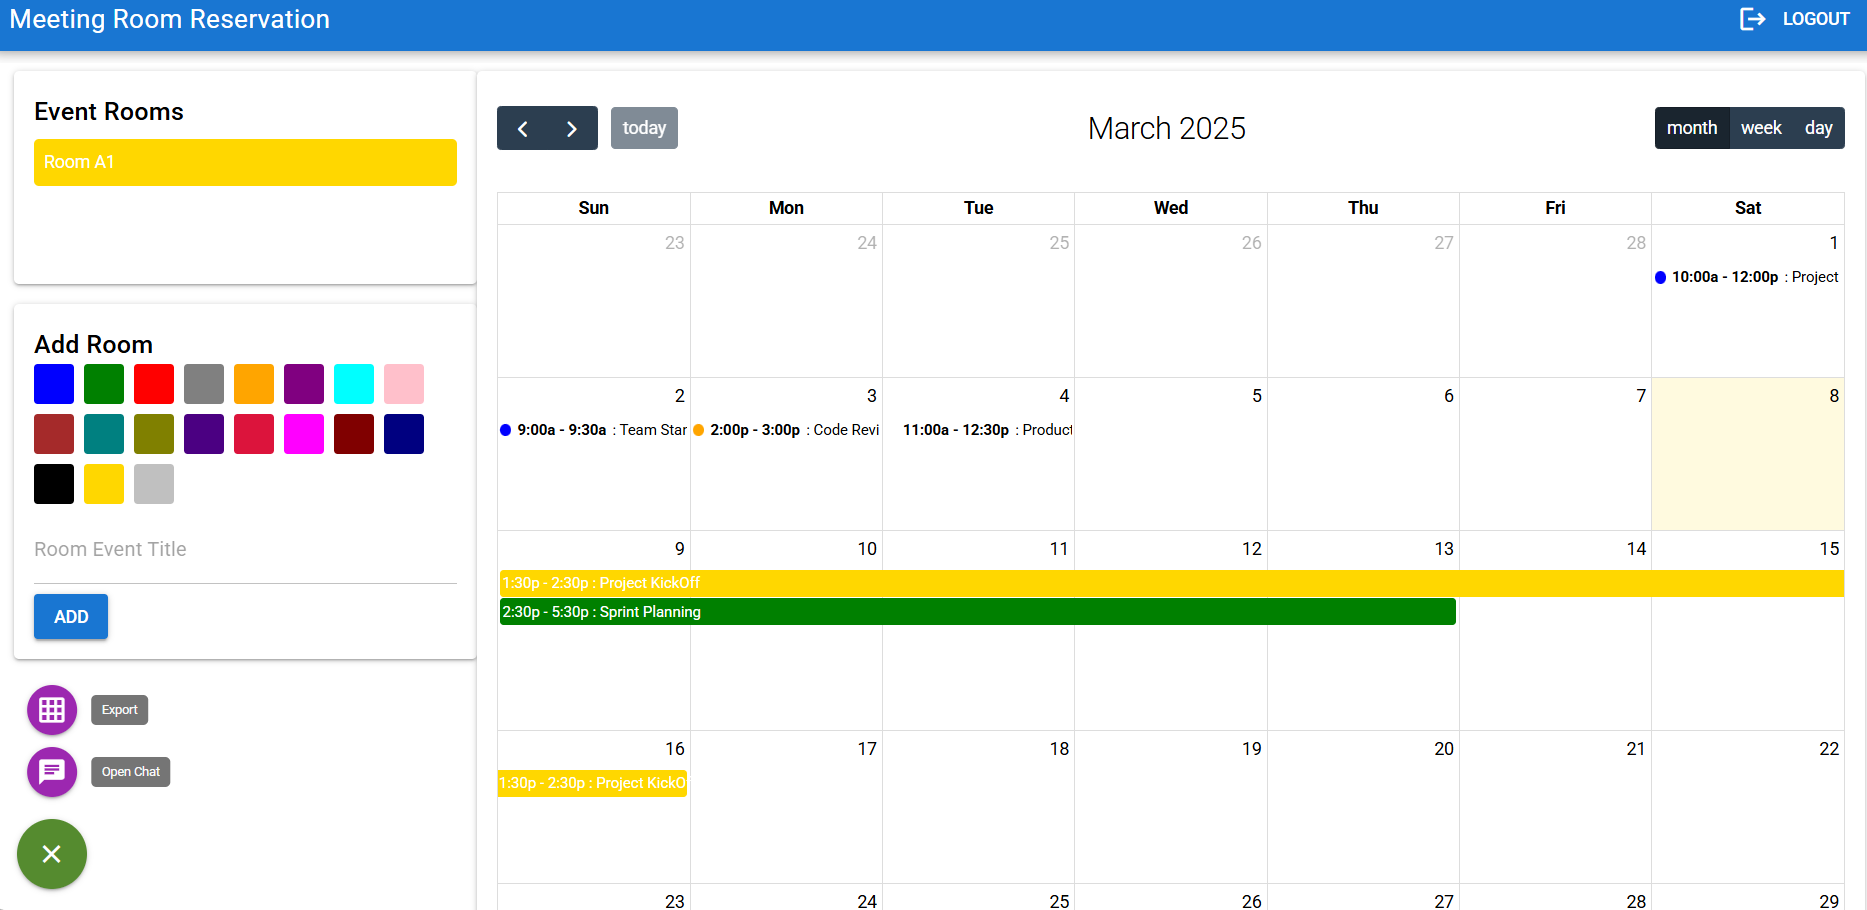 Meeting Room Reservation
LOGOUT
Event Rooms
Room A1
Add Room
Room Event Title
ADD
Export
Open Chat
today
March 2025
month week day
Sun Mon Tue Wed Thu Fri Sat
23 24 25 26 27 28 1
10:00a - 12:00p : Project
2 3 4 5 6 7 8
9:00a - 9:30a : Team Star
2:00p - 3:00p : Code Revi
11:00a - 12:30p : Product
9 10 11 12 13 14 15
1:30p - 2:30p : Project KickOff
2:30p - 5:30p : Sprint Planning
16 17 18 19 20 21 22
1:30p - 2:30p : Project KickO
23 24 25 26 27 28 29